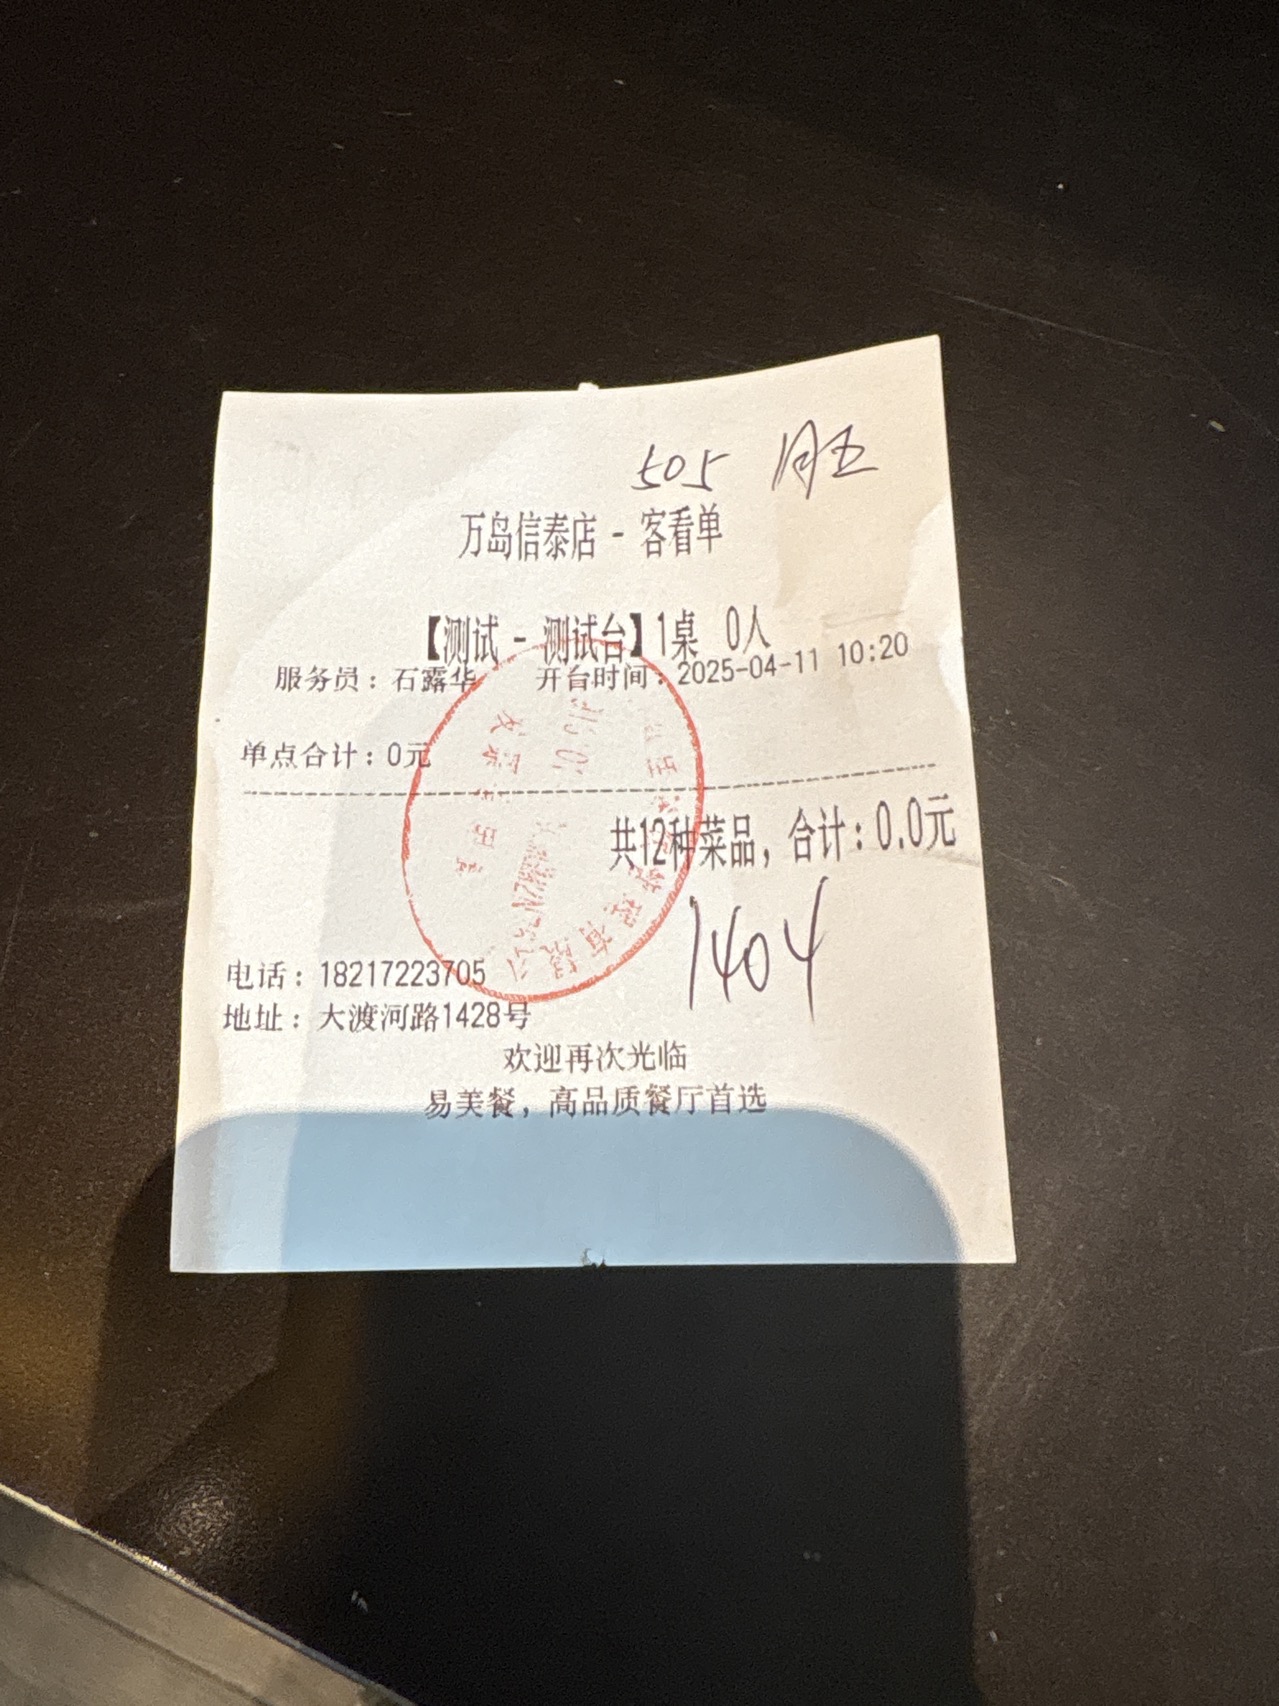 505 月五
万岛信泰店 - 客看单
【测试 - 测试台】1桌 0人
服务员：石露华 开台时间：2025-04-11 10:20
单点合计：0元
共12种菜品，合计：0.0元
1404
电话：18217223705
地址：大渡河路1428号
欢迎再次光临
易美餐，高品质餐厅首选